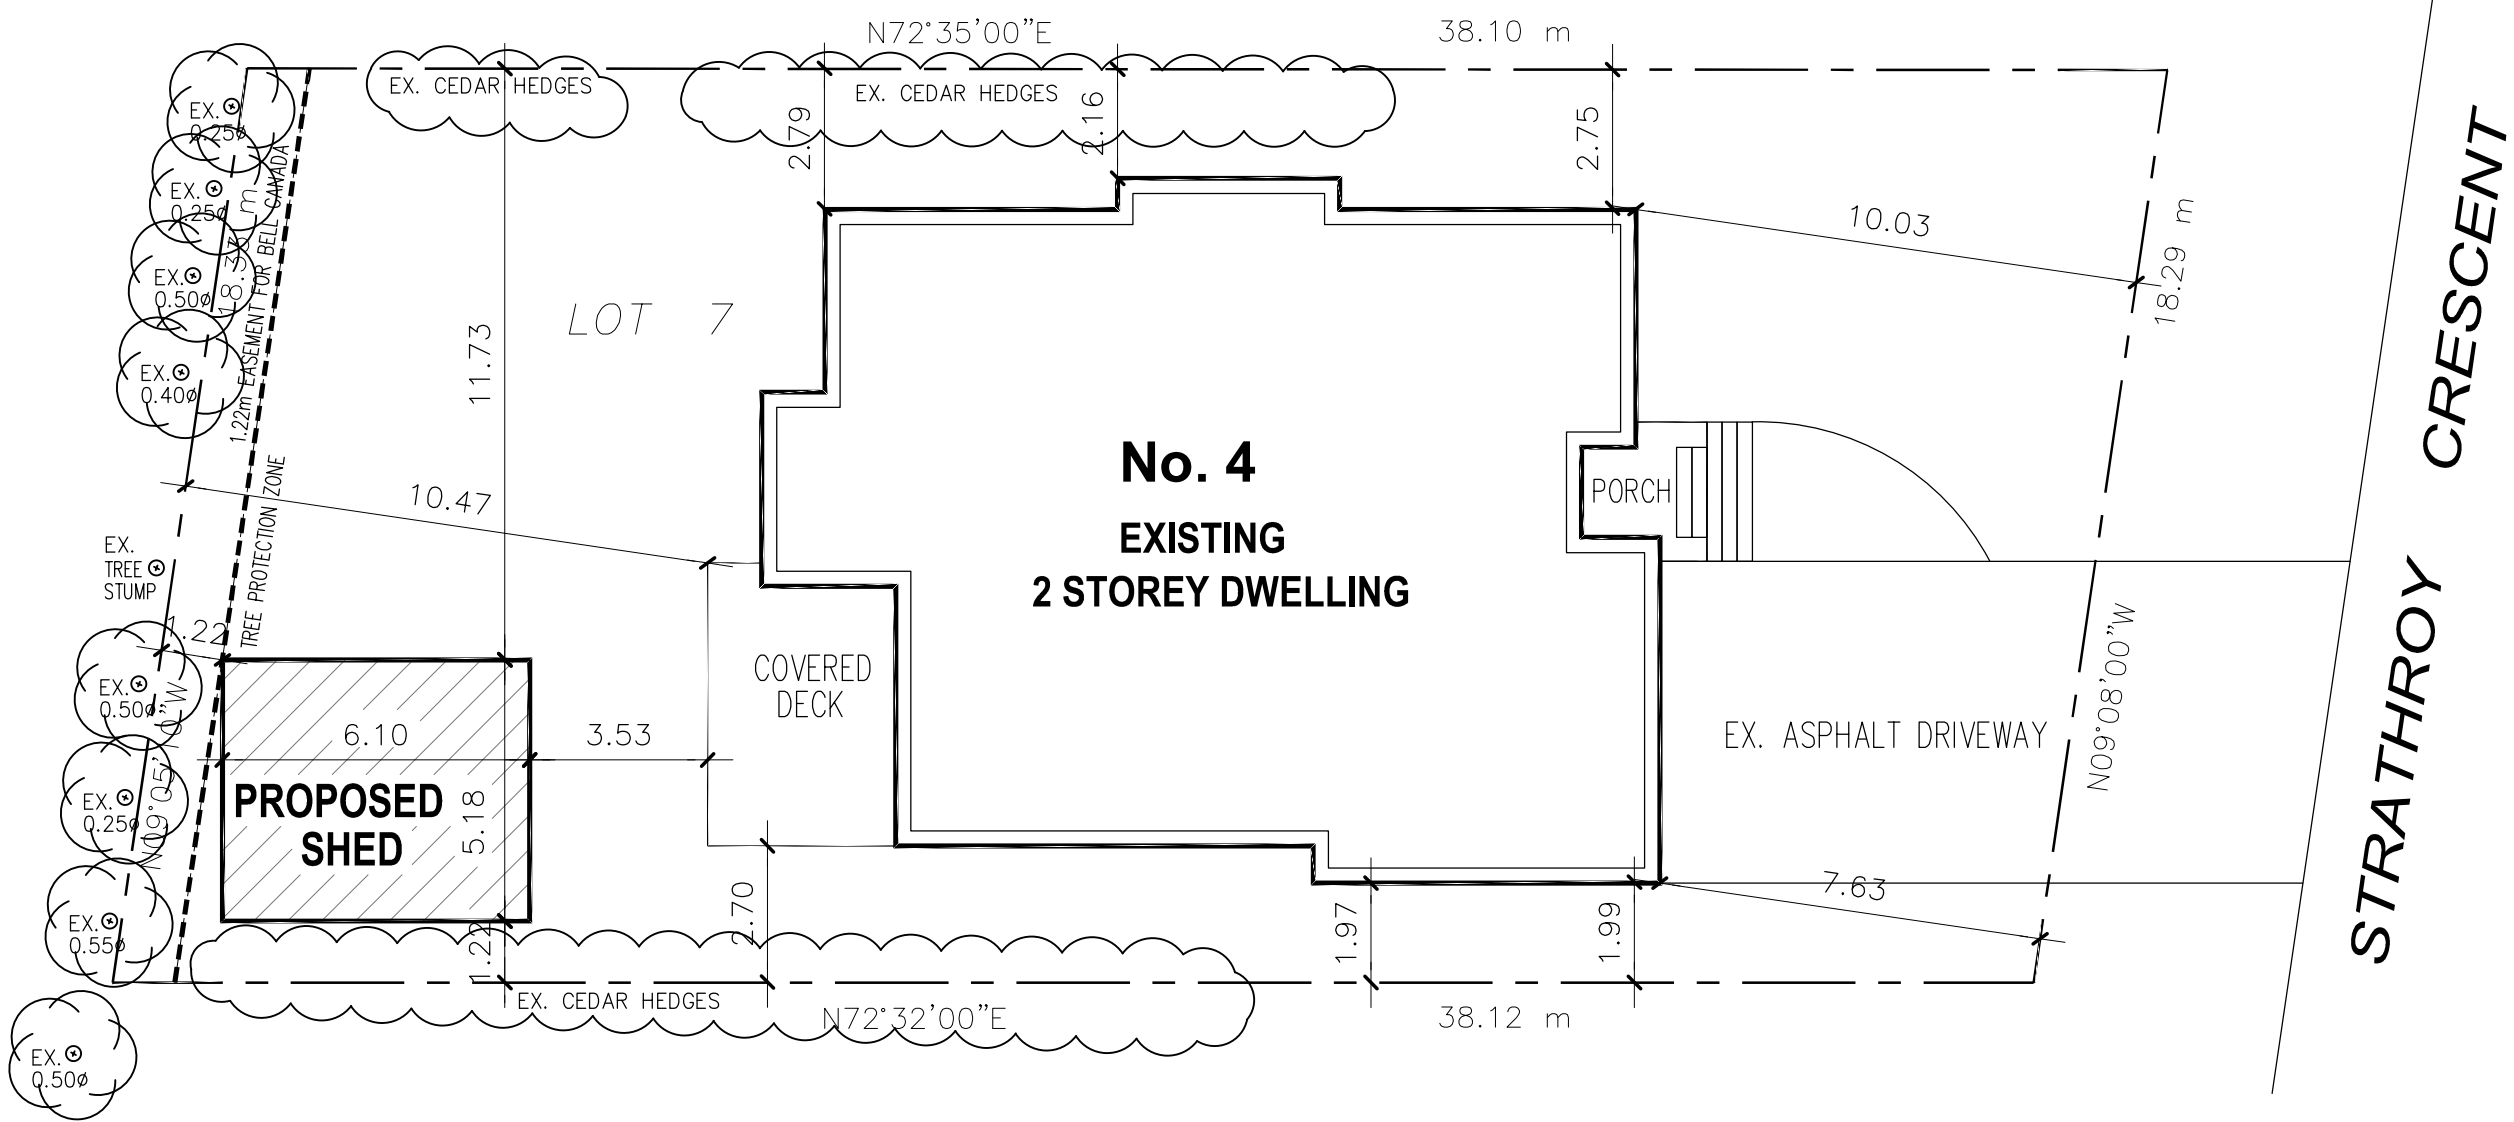 N72°35'00"E
38.10 m
EX. CEDAR HEDGES
EX. CEDAR HEDGES
EX.
0.25ø
EX.
0.25ø
EX.
0.50ø
EX.
0.40ø
18.37 m
1.22m EASEMENT FOR BELL CANADA
TREE PROTECTION ZONE
2.79
2.16
2.75
10.03
18.29 m
LOT 7
11.73
10.47
No. 4
EXISTING
2 STOREY DWELLING
PORCH
STRATHROY CRESCENT
EX.
TREE
STUMP
1.22
COVERED
DECK
6.10
3.53
PROPOSED
SHED
5.18
EX. ASPHALT DRIVEWAY
N09°08'00"W
N09°05'10"W
EX.
0.50ø
EX.
0.25ø
EX.
0.55ø
EX.
0.50ø
7.63
1.22
2.70
1.97
1.99
EX. CEDAR HEDGES
N72°32'00"E
38.12 m